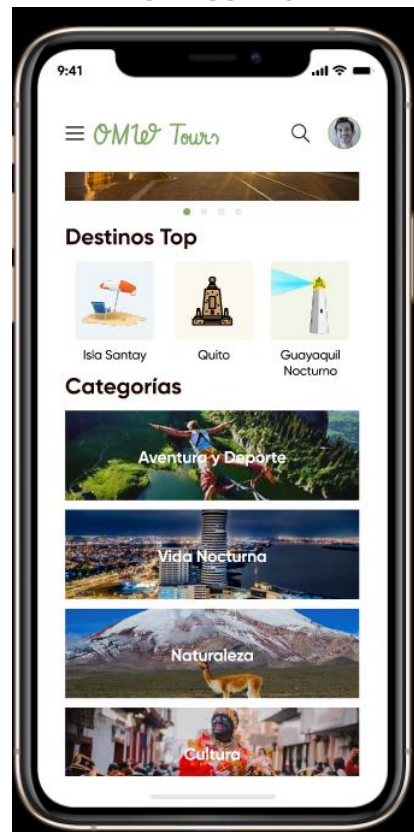 9:41
OMW Tours
Destinos Top
Isla Santay
Quito
Guayaquil
Nocturno
Categorías
Aventura y Deporte
Vida Nocturna
Naturaleza
Cultura